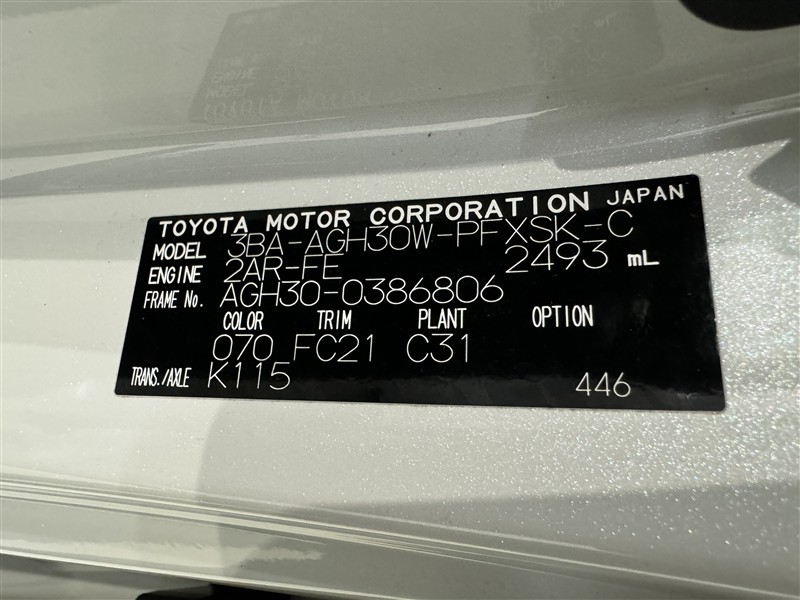 TOYOTA MOTOR CORPORATION JAPAN
MODEL 3BA-AGH30W-PFXSK-C
ENGINE 2AR-FE 2493 mL
FRAME No. AGH30-0386806
COLOR TRIM PLANT OPTION
070 FC21 C31
TRANS./AXLE K115 446